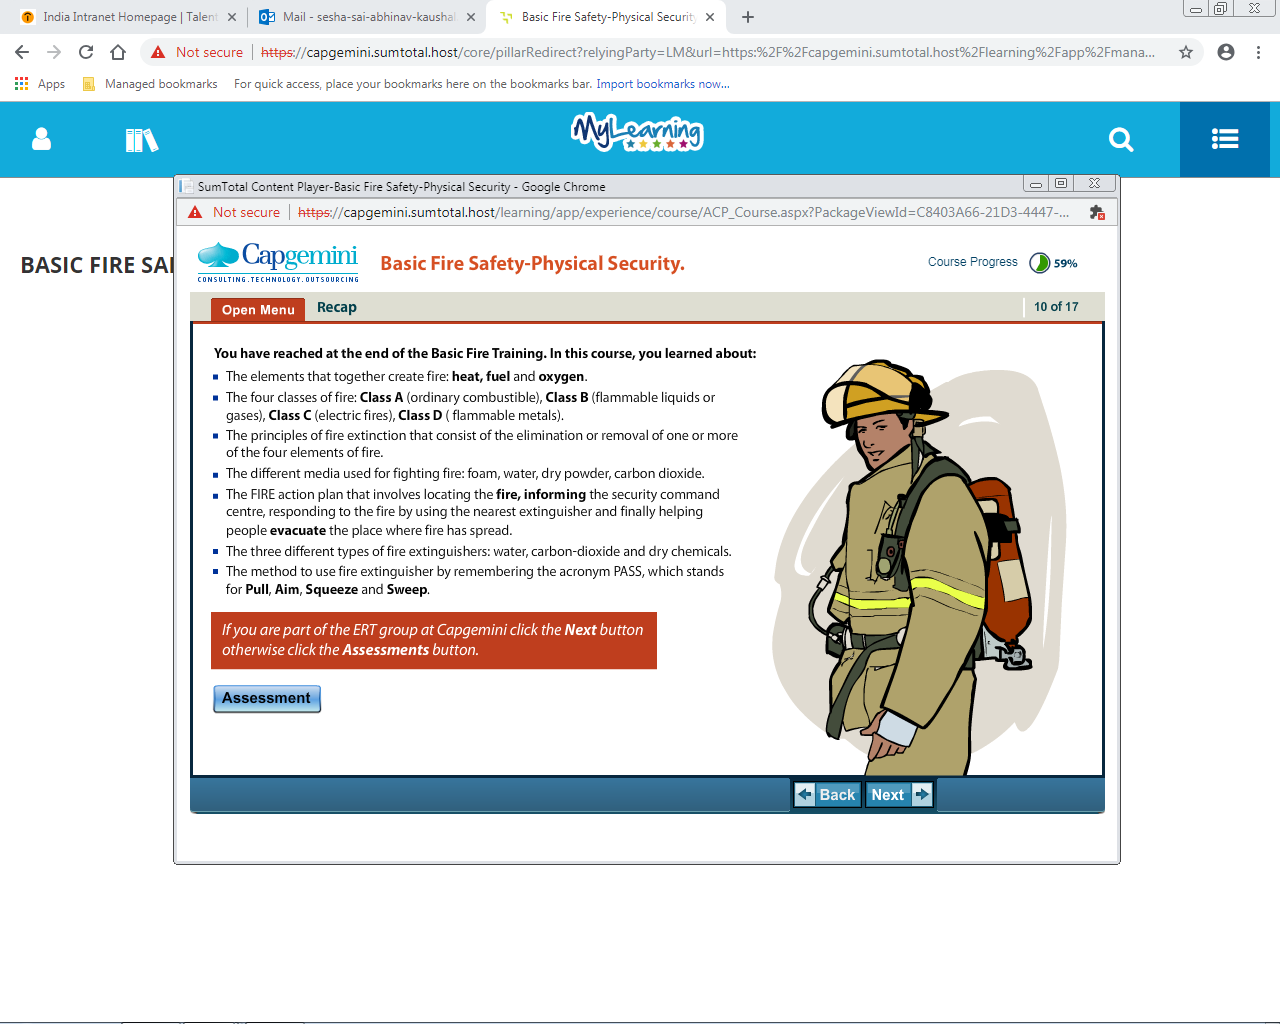 India Intranet Homepage | Talent
Mail - sesha-sai-abhinav-kaushal
Basic Fire Safety-Physical Security
Not secure
https://capgemini.sumtotal.host/core/pillarRedirect?relyingParty=LM&url=https:%2F%2Fcapgemini.sumtotal.host%2Flearning%2Fapp%2Fmana...
Apps
Managed bookmarks
For quick access, place your bookmarks here on the bookmarks bar. Import bookmarks now...
MyLearning
SumTotal Content Player-Basic Fire Safety-Physical Security - Google Chrome
Not secure
https://capgemini.sumtotal.host/learning/app/experience/course/ACP_Course.aspx?PackageViewId=C8403A66-21D3-4447-...
BASIC FIRE SA
Capgemini
CONSULTING.TECHNOLOGY.OUTSOURCING
Basic Fire Safety-Physical Security.
Course Progress 59%
Open Menu
Recap
10 of 17
You have reached at the end of the Basic Fire Training. In this course, you learned about:
The elements that together create fire: heat, fuel and oxygen.
The four classes of fire: Class A (ordinary combustible), Class B (flammable liquids or
gases), Class C (electric fires), Class D ( flammable metals).
The principles of fire extinction that consist of the elimination or removal of one or more
of the four elements of fire.
The different media used for fighting fire: foam, water, dry powder, carbon dioxide.
The FIRE action plan that involves locating the fire, informing the security command
centre, responding to the fire by using the nearest extinguisher and finally helping
people evacuate the place where fire has spread.
The three different types of fire extinguishers: water, carbon-dioxide and dry chemicals.
The method to use fire extinguisher by remembering the acronym PASS, which stands
for Pull, Aim, Squeeze and Sweep.
If you are part of the ERT group at Capgemini click the Next button
otherwise click the Assessments button.
Assessment
Back
Next